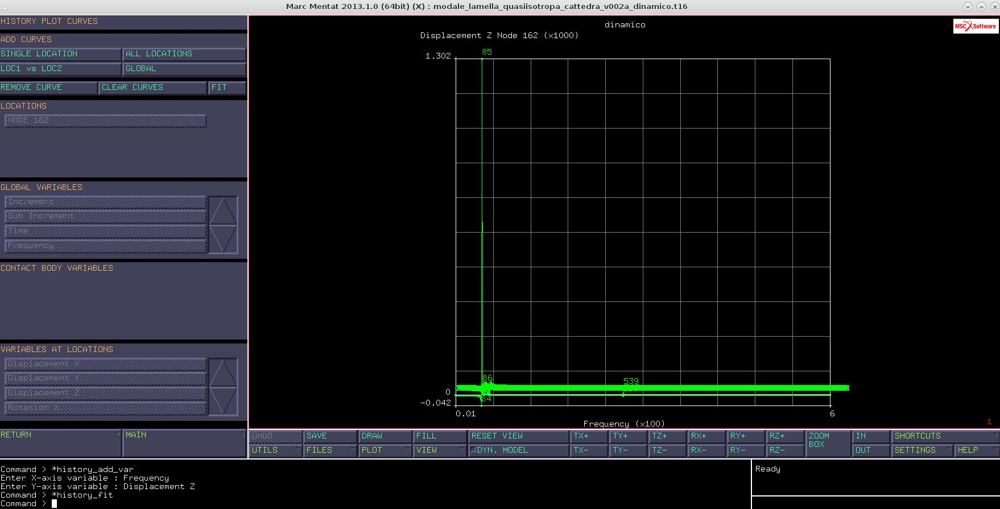 Marc Mentat 2013.1.0 (64bit) (X) : modale_lamella_quasiisotropa_cattedra_v002a_dinamico.t16
HISTORY PLOT CURVES
ADD CURVES
SINGLE LOCATION ALL LOCATIONS
LOC1 vs LOC2 GLOBAL
REMOVE CURVE CLEAR CURVES FIT
LOCATIONS
NODE 162
GLOBAL VARIABLES
Increment
Sub Increment
Time
Frequency
CONTACT BODY VARIABLES
VARIABLES AT LOCATIONS
Displacement X
Displacement Y
Displacement Z
Rotation X
RETURN MAIN
dinamico
MSC Software
Displacement Z Node 162 (x1000)
85
1.302
86
539
0
84
-0.042
0.01 6
Frequency (x100)
1
UNDO SAVE DRAW FILL RESET VIEW TX+ TY+ TZ+ RX+ RY+ RZ+ ZOOM BOX IN SHORTCUTS
UTILS FILES PLOT VIEW DYN. MODEL TX- TY- TZ- RX- RY- RZ- OUT SETTINGS HELP
Command > *history_add_var
Enter X-axis variable : Frequency
Enter Y-axis variable : Displacement Z
Command > *history_fit
Command >
Ready